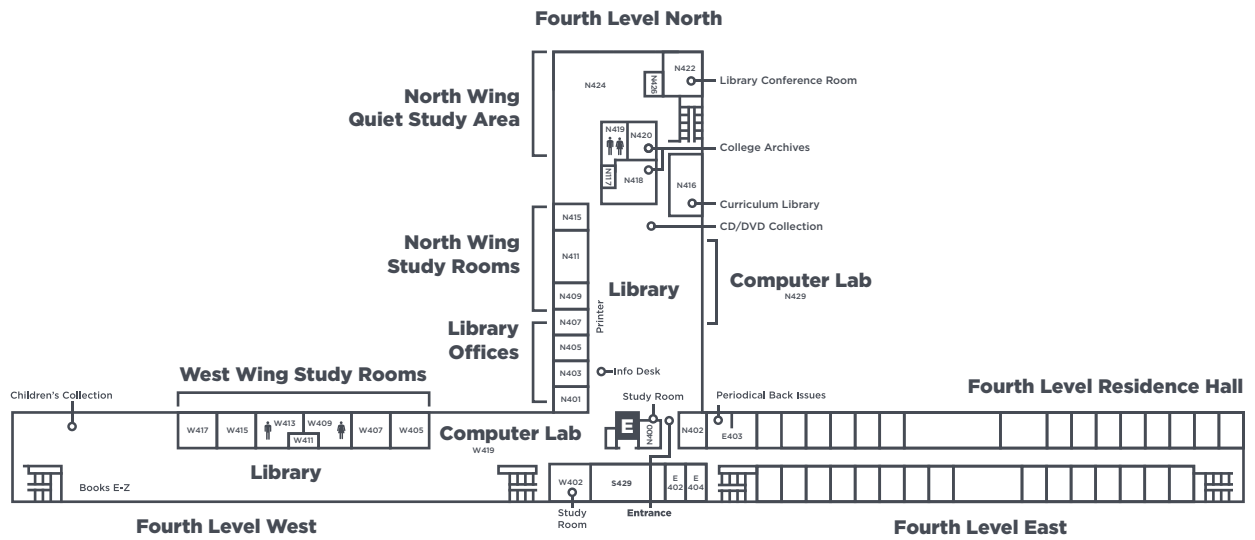 Fourth Level North
N422
Library Conference Room
N426
N424
North Wing
Quiet Study Area
N419
N420
College Archives
N117
N418
N416
Curriculum Library
N415
CD/DVD Collection
North Wing
Study Rooms
N411
Library
Computer Lab
N429
N409
Printer
N407
Library
Offices
N405
N403
Info Desk
West Wing Study Rooms
Fourth Level Residence Hall
Children's Collection
N401
Study Room
Periodical Back Issues
W417
W415
W413
W409
W411
W407
W405
Computer Lab
W419
E
N400
N402
E403
Library
Books E-Z
W402
S429
E
402
E
404
Study
Room
Entrance
Fourth Level West
Fourth Level East